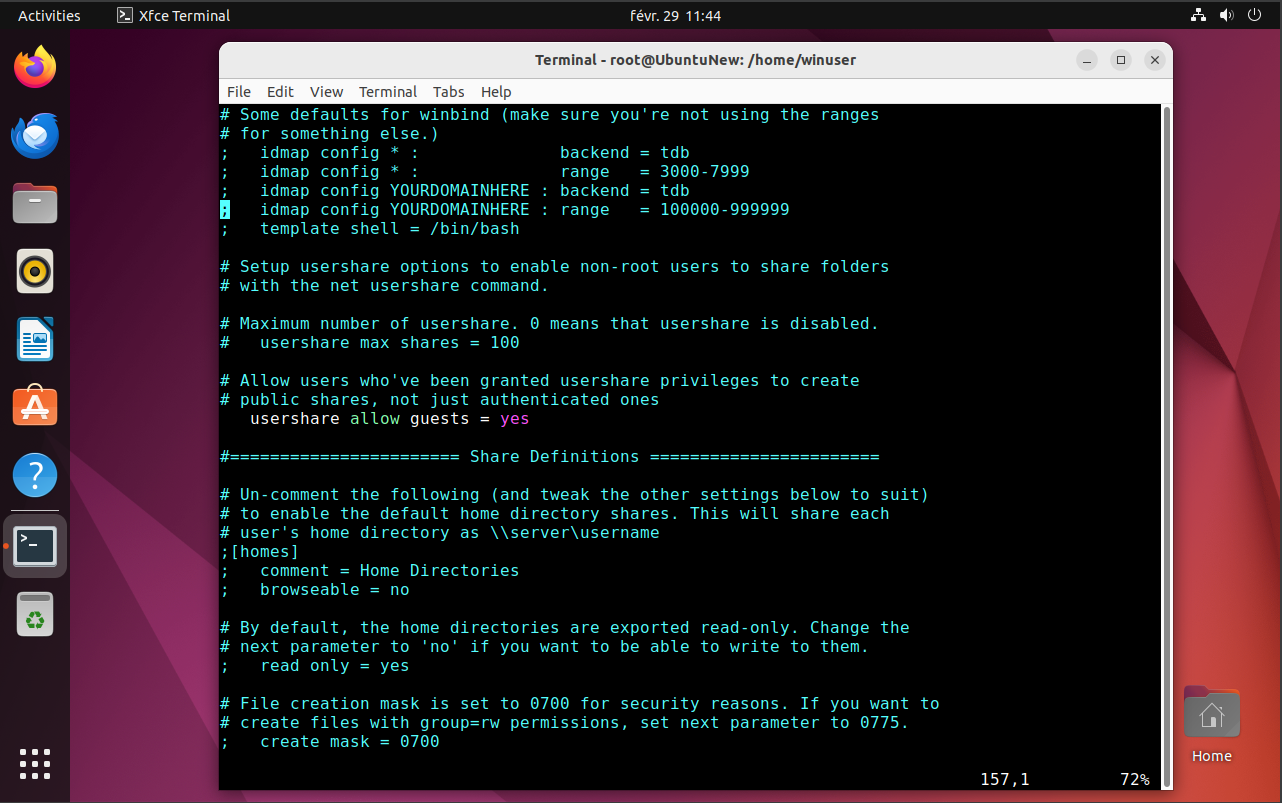 Activities Xfce Terminal févr. 29 11:44
Terminal - root@UbuntuNew: /home/winuser
File Edit View Terminal Tabs Help
# Some defaults for winbind (make sure you're not using the ranges
# for something else.)
;   idmap config * :              backend = tdb
;   idmap config * :              range   = 3000-7999
;   idmap config YOURDOMAINHERE : backend = tdb
;   idmap config YOURDOMAINHERE : range   = 100000-999999
;   template shell = /bin/bash
# Setup usershare options to enable non-root users to share folders
# with the net usershare command.
# Maximum number of usershare. 0 means that usershare is disabled.
#   usershare max shares = 100
# Allow users who've been granted usershare privileges to create
# public shares, not just authenticated ones
   usershare allow guests = yes
#======================= Share Definitions =======================
# Un-comment the following (and tweak the other settings below to suit)
# to enable the default home directory shares. This will share each
# user's home directory as \\server\username
;[homes]
;   comment = Home Directories
;   browseable = no
# By default, the home directories are exported read-only. Change the
# next parameter to 'no' if you want to be able to write to them.
;   read only = yes
# File creation mask is set to 0700 for security reasons. If you want to
# create files with group=rw permissions, set next parameter to 0775.
;   create mask = 0700
157,1 72%
Home